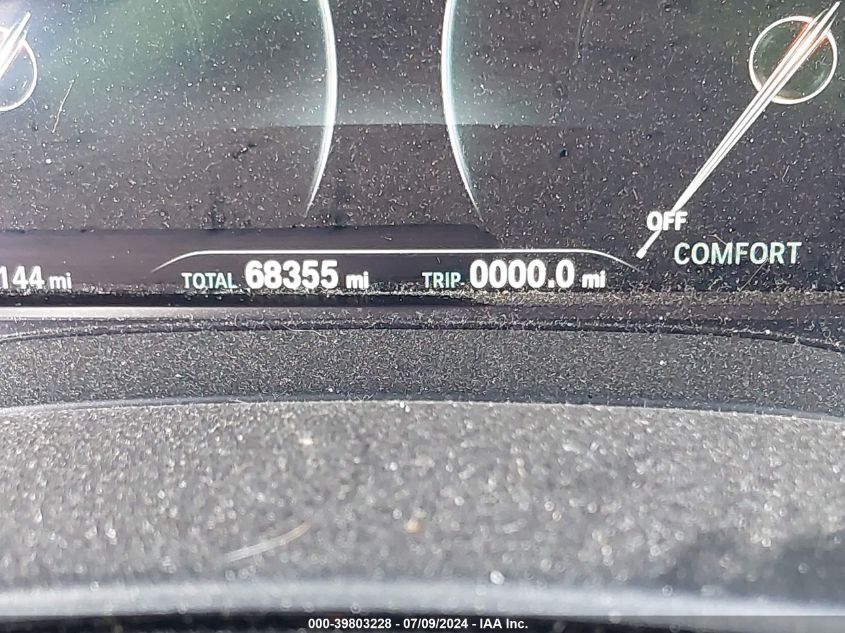 OFF
COMFORT
144 mi TOTAL 68355 mi TRIP 0000.0 mi
000-39803228 - 07/09/2024 - IAA Inc.